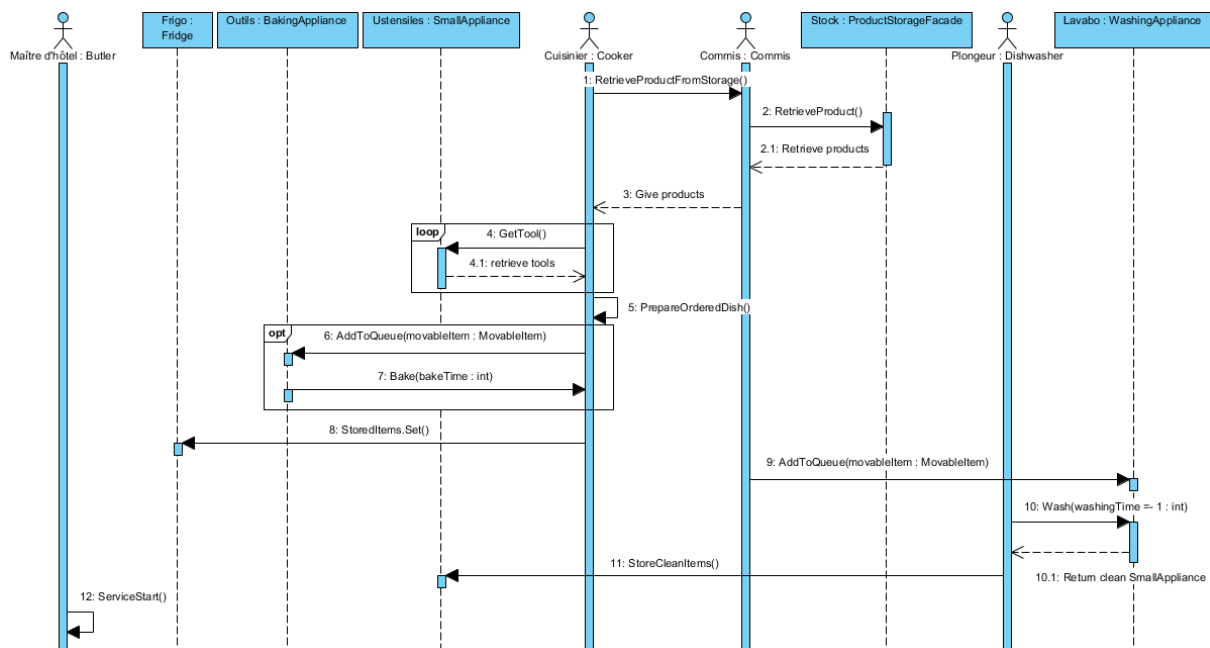 Frigo :
Fridge
Outils : BakingAppliance
Ustensiles : SmallAppliance
Stock : ProductStorageFacade
Lavabo : WashingAppliance
Maître d'hôtel : Butler
Cuisinier : Cooker
Commis : Commis
Plongeur : Dishwasher
1: RetrieveProductFromStorage()
2: RetrieveProduct()
2.1: Retrieve products
3: Give products
loop
4: GetTool()
4.1: retrieve tools
5: PrepareOrderedDish()
opt
6: AddToQueue(movableItem : MovableItem)
7: Bake(bakeTime : int)
8: StoredItems.Set()
9: AddToQueue(movableItem : MovableItem)
10: Wash(washingTime =- 1 : int)
11: StoreCleanItems()
10.1: Return clean SmallAppliance
12: ServiceStart()